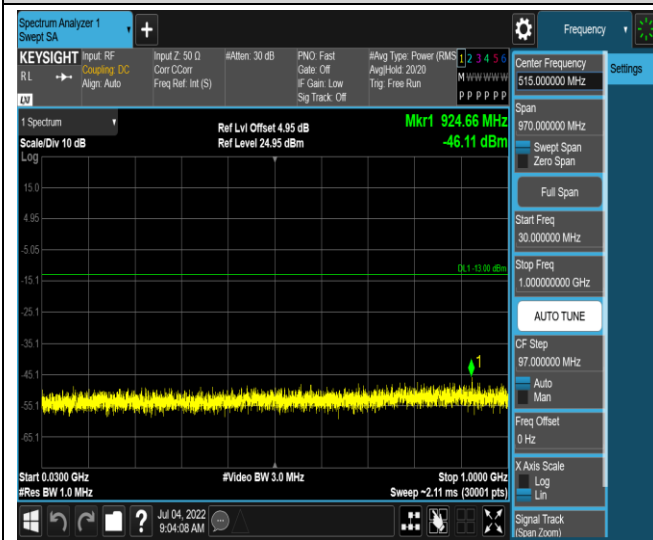 Spectrum Analyzer 1
Swept SA
+
Frequency
KEYSIGHT
RL
LXI
Input: RF
Coupling: DC
Align: Auto
Input Z: 50 Ω
Corr CCorr
Freq Ref: Int (S)
#Atten: 30 dB
PNO: Fast
Gate: Off
IF Gain: Low
Sig Track: Off
#Avg Type: Power (RMS
Avg|Hold: 20/20
Trig: Free Run
1 2 3 4 5 6
M W W W W W
P P P P P P
Center Frequency
515.000000 MHz
Settings
Span
970.000000 MHz
Swept Span
Zero Span
Full Span
Start Freq
30.000000 MHz
Stop Freq
1.000000000 GHz
AUTO TUNE
CF Step
97.000000 MHz
Auto
Man
Freq Offset
0 Hz
X Axis Scale
Log
Lin
Signal Track
(Span Zoom)
1 Spectrum
Scale/Div 10 dB
Log
Ref Lvl Offset 4.95 dB
Ref Level 24.95 dBm
Mkr1 924.66 MHz
-46.11 dBm
15.0
4.95
-5.05
DL1 -13.00 dBm
-15.1
-25.1
-35.1
1
-45.1
-55.1
-65.1
Start 0.0300 GHz
#Res BW 1.0 MHz
#Video BW 3.0 MHz
Stop 1.0000 GHz
Sweep ~2.11 ms (30001 pts)
?
Jul 04, 2022
9:04:08 AM